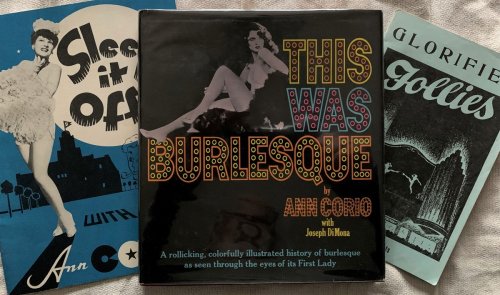 Sleep
it
Off
WITH
Ann
CO
THIS
WAS
BURLESQUE
by
ANN CORIO
with
Joseph DiMona
A rollicking, colorfully illustrated history of burlesque
as seen through the eyes of its First Lady
GLORIFIE
Follies